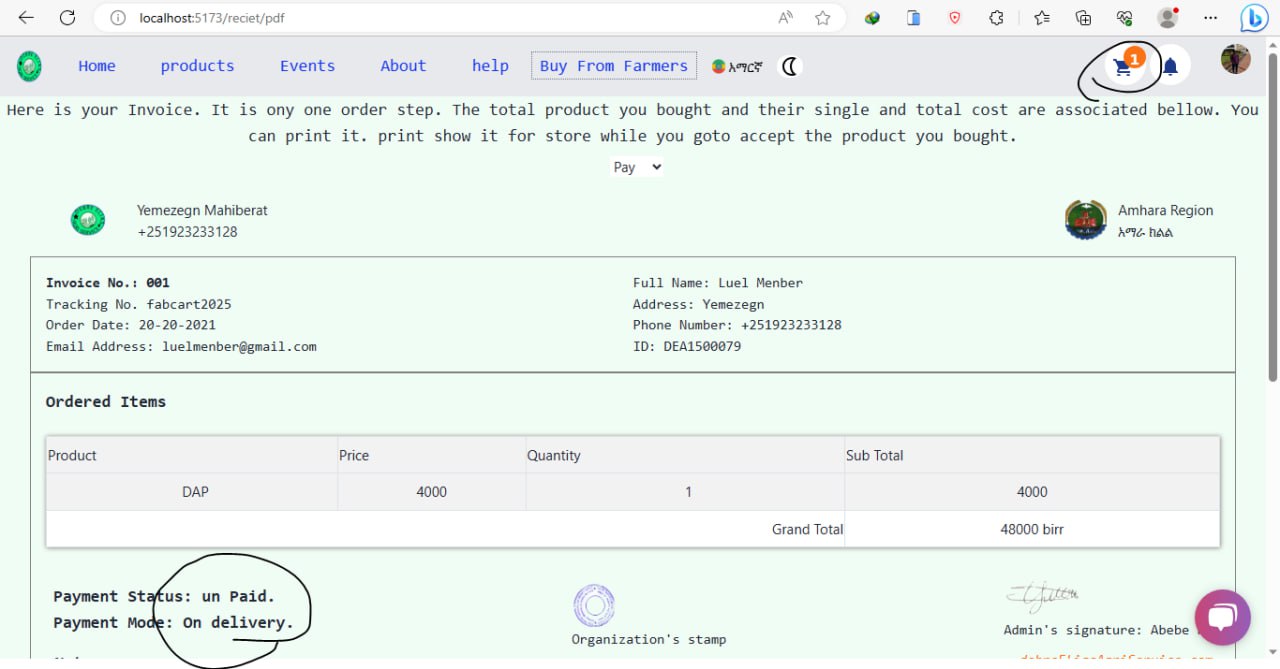 localhost:5173/reciet/pdf
Home products Events About help Buy From Farmers አማርኛ 1
Here is your Invoice. It is ony one order step. The total product you bought and their single and total cost are associated bellow. You
can print it. print show it for store while you goto accept the product you bought.
Pay
Yemezegn Mahiberat
+251923233128
Amhara Region
አማራ ክልል
Invoice No.: 001
Tracking No. fabcart2025
Order Date: 20-20-2021
Email Address: luelmenber@gmail.com
Full Name: Luel Menber
Address: Yemezegn
Phone Number: +251923233128
ID: DEA1500079
Ordered Items
Product Price Quantity Sub Total
DAP 4000 1 4000
Grand Total 48000 birr
Payment Status: un Paid.
Payment Mode: On delivery.
Organization's stamp
Admin's signature: Abebe